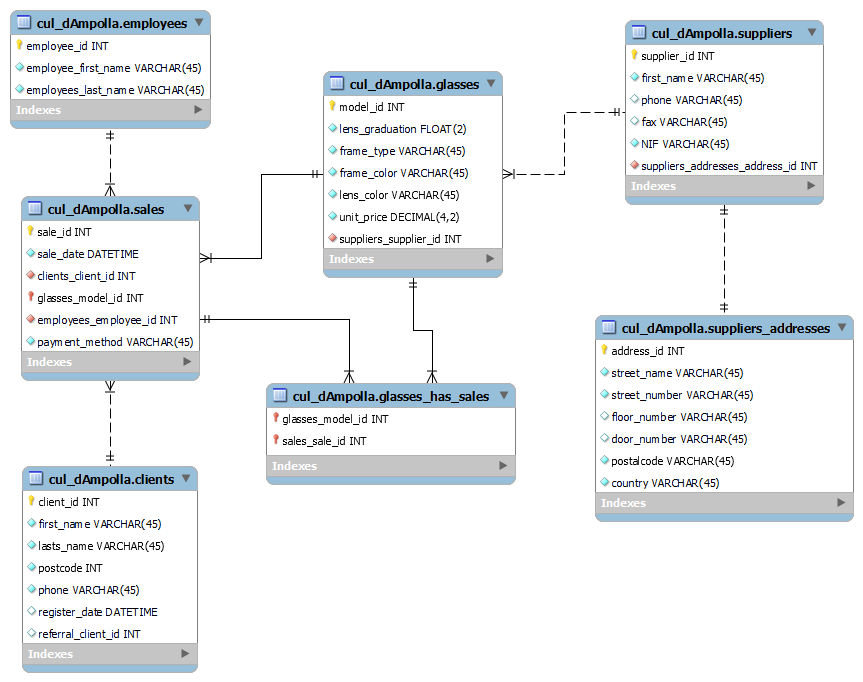 cul_dAmpolla.employees
employee_id INT
employee_first_name VARCHAR(45)
employees_last_name VARCHAR(45)
Indexes
cul_dAmpolla.sales
sale_id INT
sale_date DATETIME
clients_client_id INT
glasses_model_id INT
employees_employee_id INT
payment_method VARCHAR(45)
Indexes
cul_dAmpolla.clients
client_id INT
first_name VARCHAR(45)
lasts_name VARCHAR(45)
postcode INT
phone VARCHAR(45)
register_date DATETIME
referral_client_id INT
Indexes
cul_dAmpolla.glasses
model_id INT
lens_graduation FLOAT(2)
frame_type VARCHAR(45)
frame_color VARCHAR(45)
lens_color VARCHAR(45)
unit_price DECIMAL(4,2)
suppliers_supplier_id INT
Indexes
cul_dAmpolla.glasses_has_sales
glasses_model_id INT
sales_sale_id INT
Indexes
cul_dAmpolla.suppliers
supplier_id INT
first_name VARCHAR(45)
phone VARCHAR(45)
fax VARCHAR(45)
NIF VARCHAR(45)
suppliers_addresses_address_id INT
Indexes
cul_dAmpolla.suppliers_addresses
address_id INT
street_name VARCHAR(45)
street_number VARCHAR(45)
floor_number VARCHAR(45)
door_number VARCHAR(45)
postalcode VARCHAR(45)
country VARCHAR(45)
Indexes